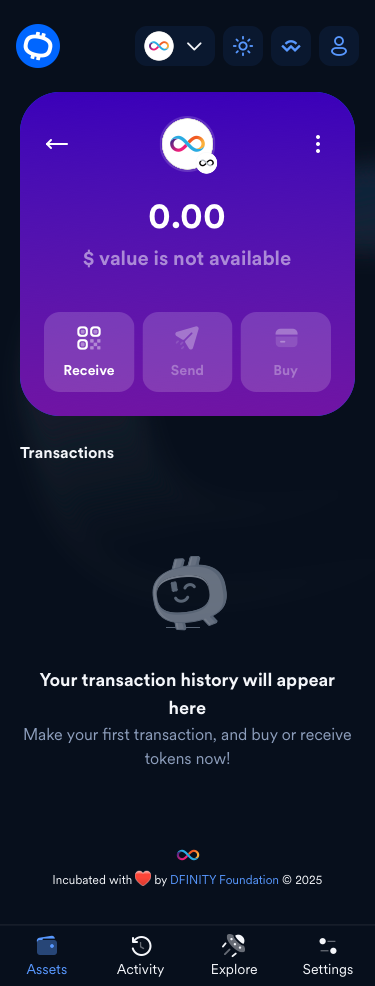 0.00
$ value is not available
Receive
Send
Buy
Transactions
Your transaction history will appear
here
Make your first transaction, and buy or receive
tokens now!
Incubated with ❤️ by DFINITY Foundation © 2025
Assets
Activity
Explore
Settings